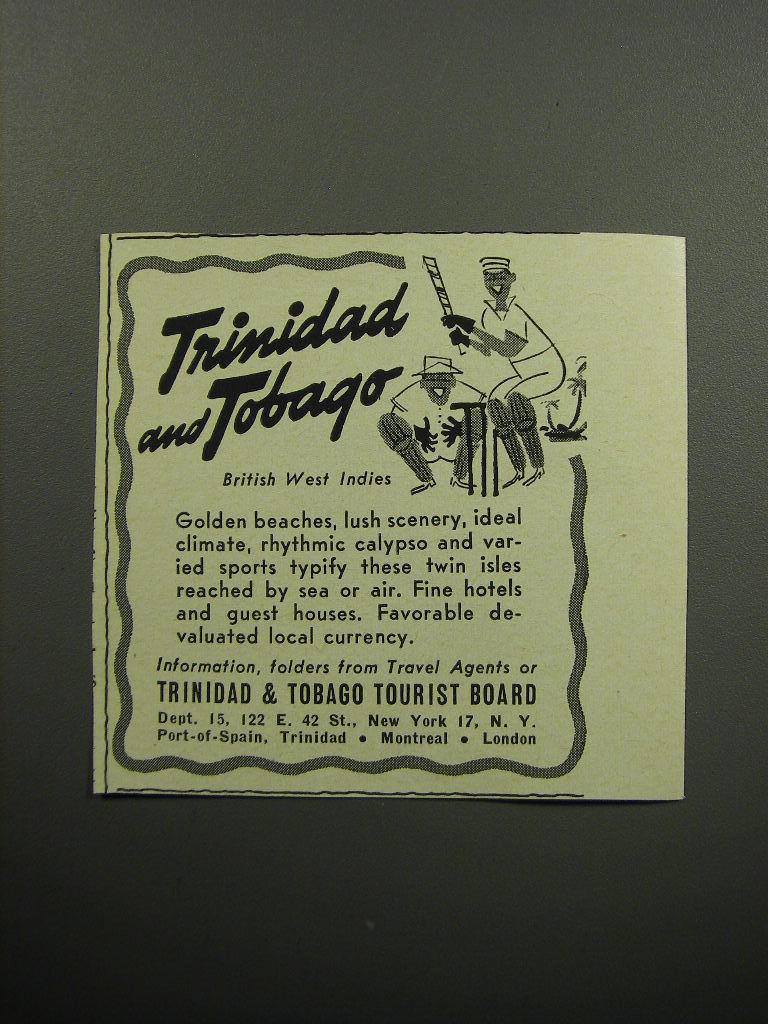 Trinidad
and Tobago
British West Indies
Golden beaches, lush scenery, ideal
climate, rhythmic calypso and var-
ied sports typify these twin isles
reached by sea or air. Fine hotels
and guest houses. Favorable de-
valuated local currency.
Information, folders from Travel Agents or
TRINIDAD & TOBAGO TOURIST BOARD
Dept. 15, 122 E. 42 St., New York 17, N. Y.
Port-of-Spain, Trinidad • Montreal • London